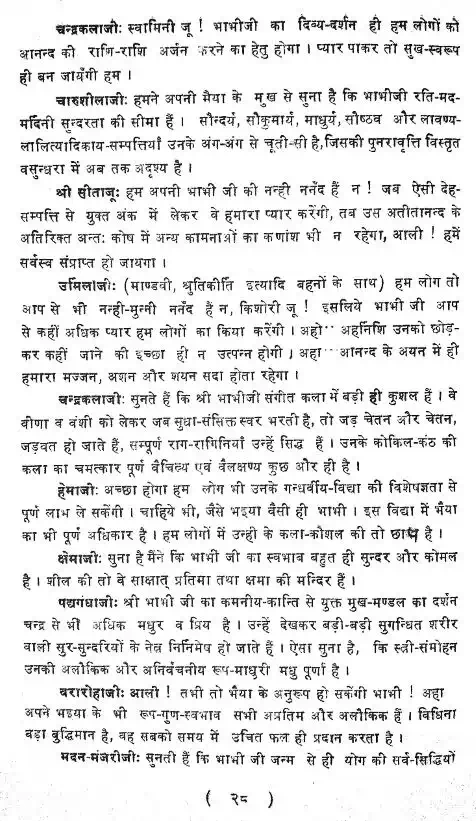 चन्द्रकलाजीः स्वामिनी जू ! भाभीजी का दिव्य-दर्शन ही हम लोगों को
आनन्द की राशि-राशि अर्जन करने का हेतु होगा । प्यार पाकर तो सुख-स्वरूप
ही बन जायेंगी हम ।
चारुशीलाजीः हमने अपनी मैया के मुख से सुना है कि भाभीजी रति-मद-
मर्दिनी सुन्दरता की सीमा हैं । सौन्दर्य, सौकुमार्य, माधुर्य, सौष्ठव और लावण्य-
लालित्यादिकाय-सम्पत्तियाँ उनके अंग-अंग से चूती-सी है, जिसकी पुनरावृत्ति विस्तृत
वसुन्धरा में अब तक अदृश्य है ।
श्री सीताजूः हम अपनी भाभी जी की नन्ही ननँद हैं न ! जब ऐसी देह-
सम्पत्ति से युक्त अंक में लेकर वे हमारा प्यार करेंगी, तब उस अतीतानन्द के
अतिरिक्त अन्तः कोष में अन्य कामनाओं का कणांश भी न रहेगा, आली ! हमें
सर्वस्व संप्राप्त हो जायगा ।
उर्मिलाजीः (माण्डवी, श्रुतिकीर्ति इत्यादि बहनों के साथ) हम लोग तो
आप से भी नन्ही-मुन्नी ननँद हैं न, किशोरी जू ! इसलिये भाभी जी आप
से कहीं अधिक प्यार हम लोगों का किया करेंगी । अहो अहर्निशि उनको छोड़-
कर कहीं जाने की इच्छा ही न उत्पन्न होगी । अहा आनन्द के अयन में ही
हमारा मज्जन, अशन और शयन सदा होता रहेगा ।
चन्द्रकलाजीः सुनते हैं कि श्री भाभीजी संगीत कला में बड़ी ही कुशल हैं । वे
वीणा व वंशी को लेकर जब सुधा-संसिक्त स्वर भरती है, तो जड़ चेतन और चेतन,
जड़वत हो जाते हैं, सम्पूर्ण राग-रागिनियाँ उन्हें सिद्ध हैं । उनके कोकिल-कंठ की
कला का चमत्कार पूर्ण वैचित्र्य एवं वैलक्षण्य कुछ और ही है ।
हेमाजीः अच्छा होगा हम लोग भी उनके गन्धर्वीय-विद्या की विशेषज्ञता से
पूर्ण लाभ ले सकेंगी । चाहिये भी, जैसे भइया वैसी ही भाभी । इस विद्या में भैया
का भी पूर्ण अधिकार है । हम लोगों में उन्ही के कला-कौशल की तो छाप है ।
क्षेमाजीः सुना है मैंने कि भाभी जी का स्वभाव बहुत ही सुन्दर और कोमल
है । शील की तो वे साक्षात् प्रतिमा तथा क्षमा की मन्दिर हैं ।
पद्मगंधाजीः श्री भाभी जी का कमनीय-कान्ति से युक्त मुख-मण्डल का दर्शन
चन्द्र से भी अधिक मधुर व प्रिय है । उन्हें देखकर बड़ी-बड़ी सुगन्धित शरीर
वाली सुर-सुन्दरियों के नेत्र निर्निमेष हो जाते हैं । ऐसा सुना है, कि स्त्री-संमोहन
उनकी अलौकिक और अनिर्वचनीय रूप-माधुरी मधु पूर्णा है ।
वरारोहाजीः आली ! तभी तो भैया के अनुरूप हो सकेंगी भाभी ! अहा
अपने भइया के भी रूप-गुण-स्वभाव सभी अप्रतिम और अलौकिक हैं । विधिना
बड़ा बुद्धिमान है, वह सबको समय में उचित फल ही प्रदान करता है ।
मदन-मंजरीजीः सुनती हैं कि भाभी जी जन्म से ही योग की सर्व-सिद्धियों
( २८ )